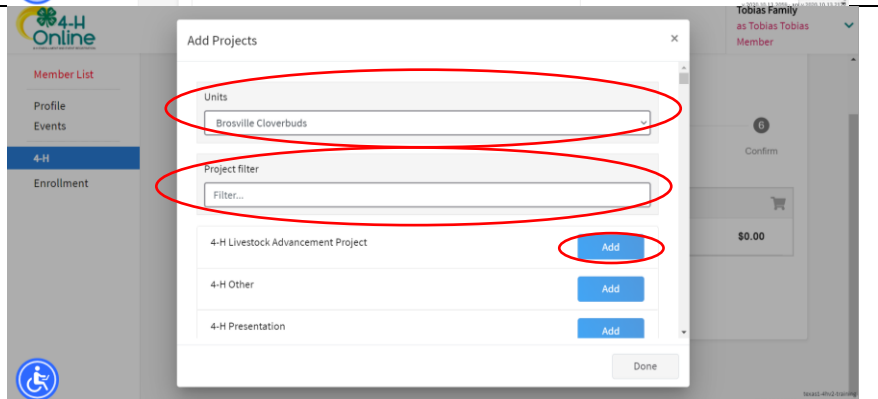 4-H
Online
Tobias Family
as Tobias Tobias
Member
Member List
Profile
Events
4-H
Enrollment
Add Projects
×
Units
Brosville Cloverbuds
Project filter
Filter...
4-H Livestock Advancement Project
Add
4-H Other
Add
4-H Presentation
Add
Done
6
Confirm
$0.00